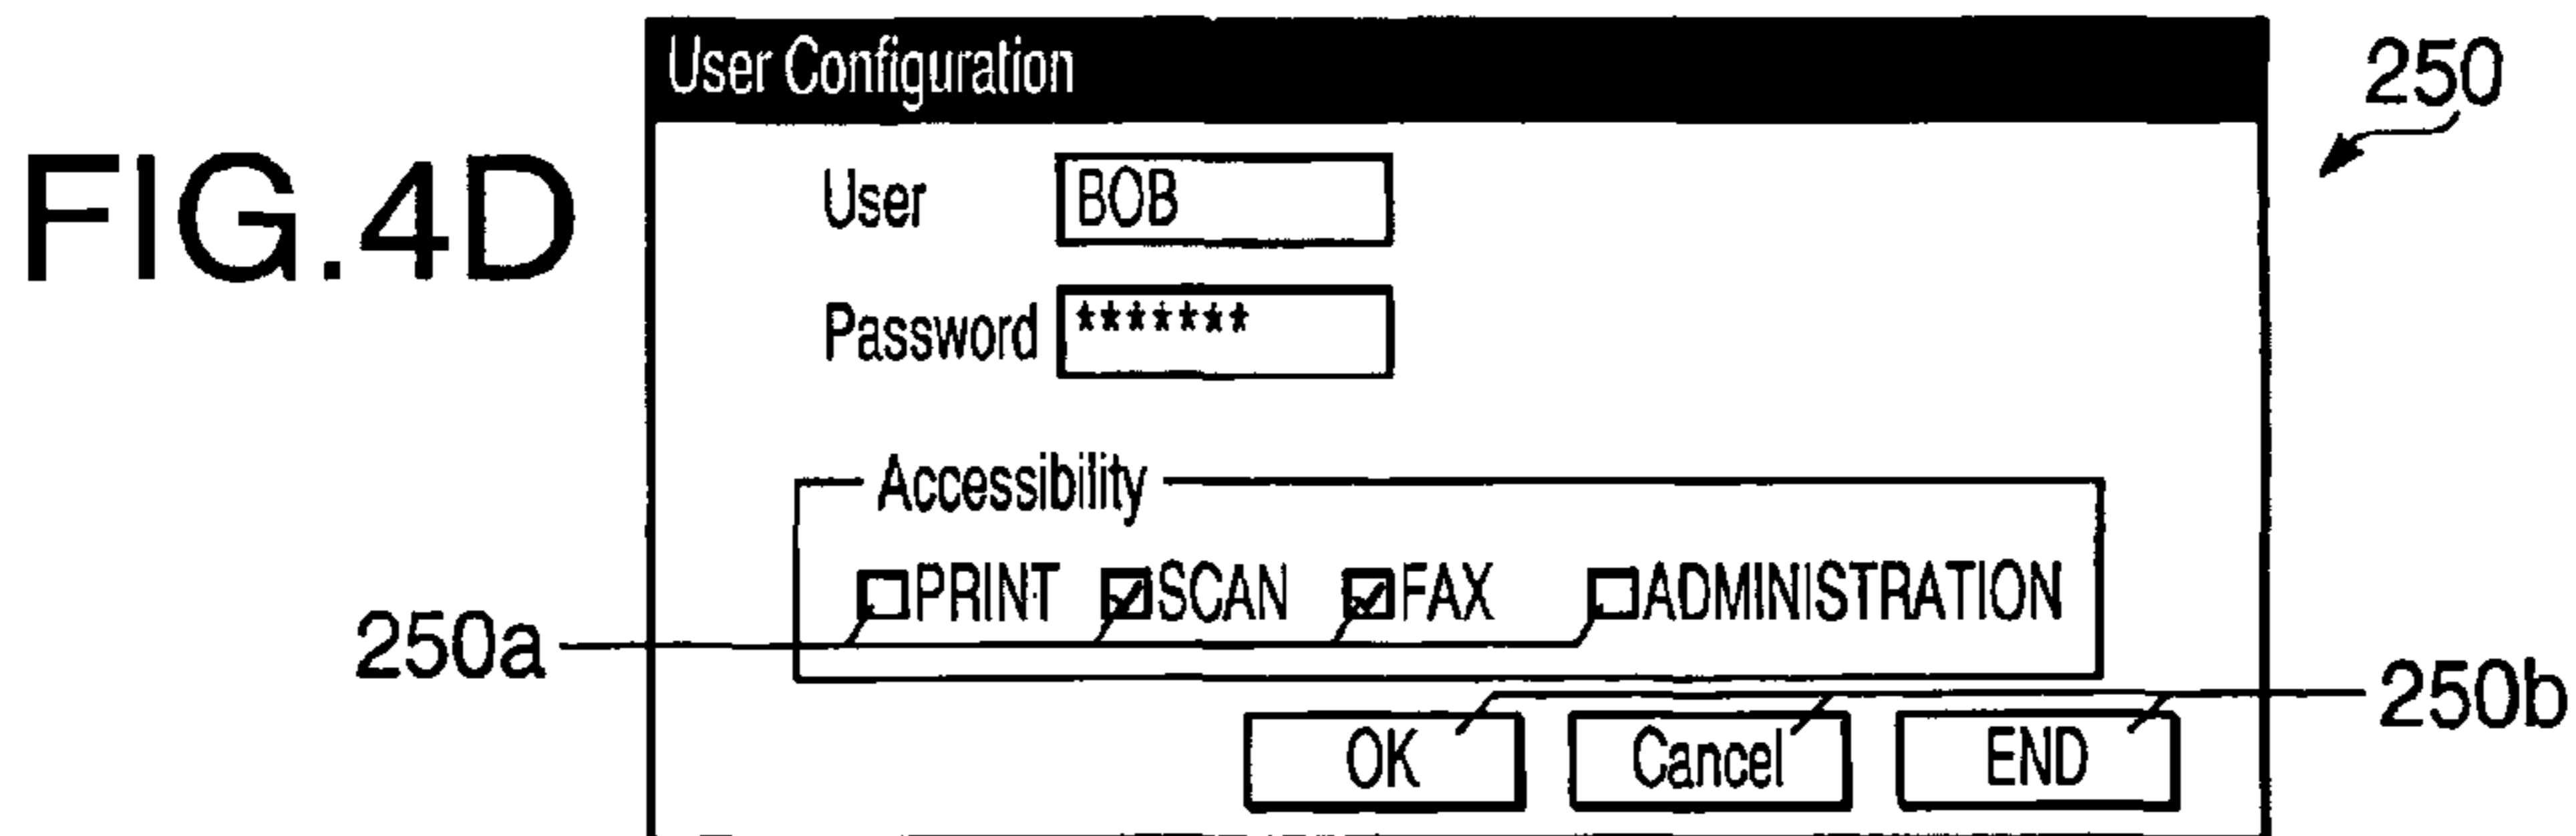 User Configuration
250
FIG.4D
User BOB
Password *******
Accessibility
PRINT SCAN FAX ADMINISTRATION
250a
250b
OK Cancel END